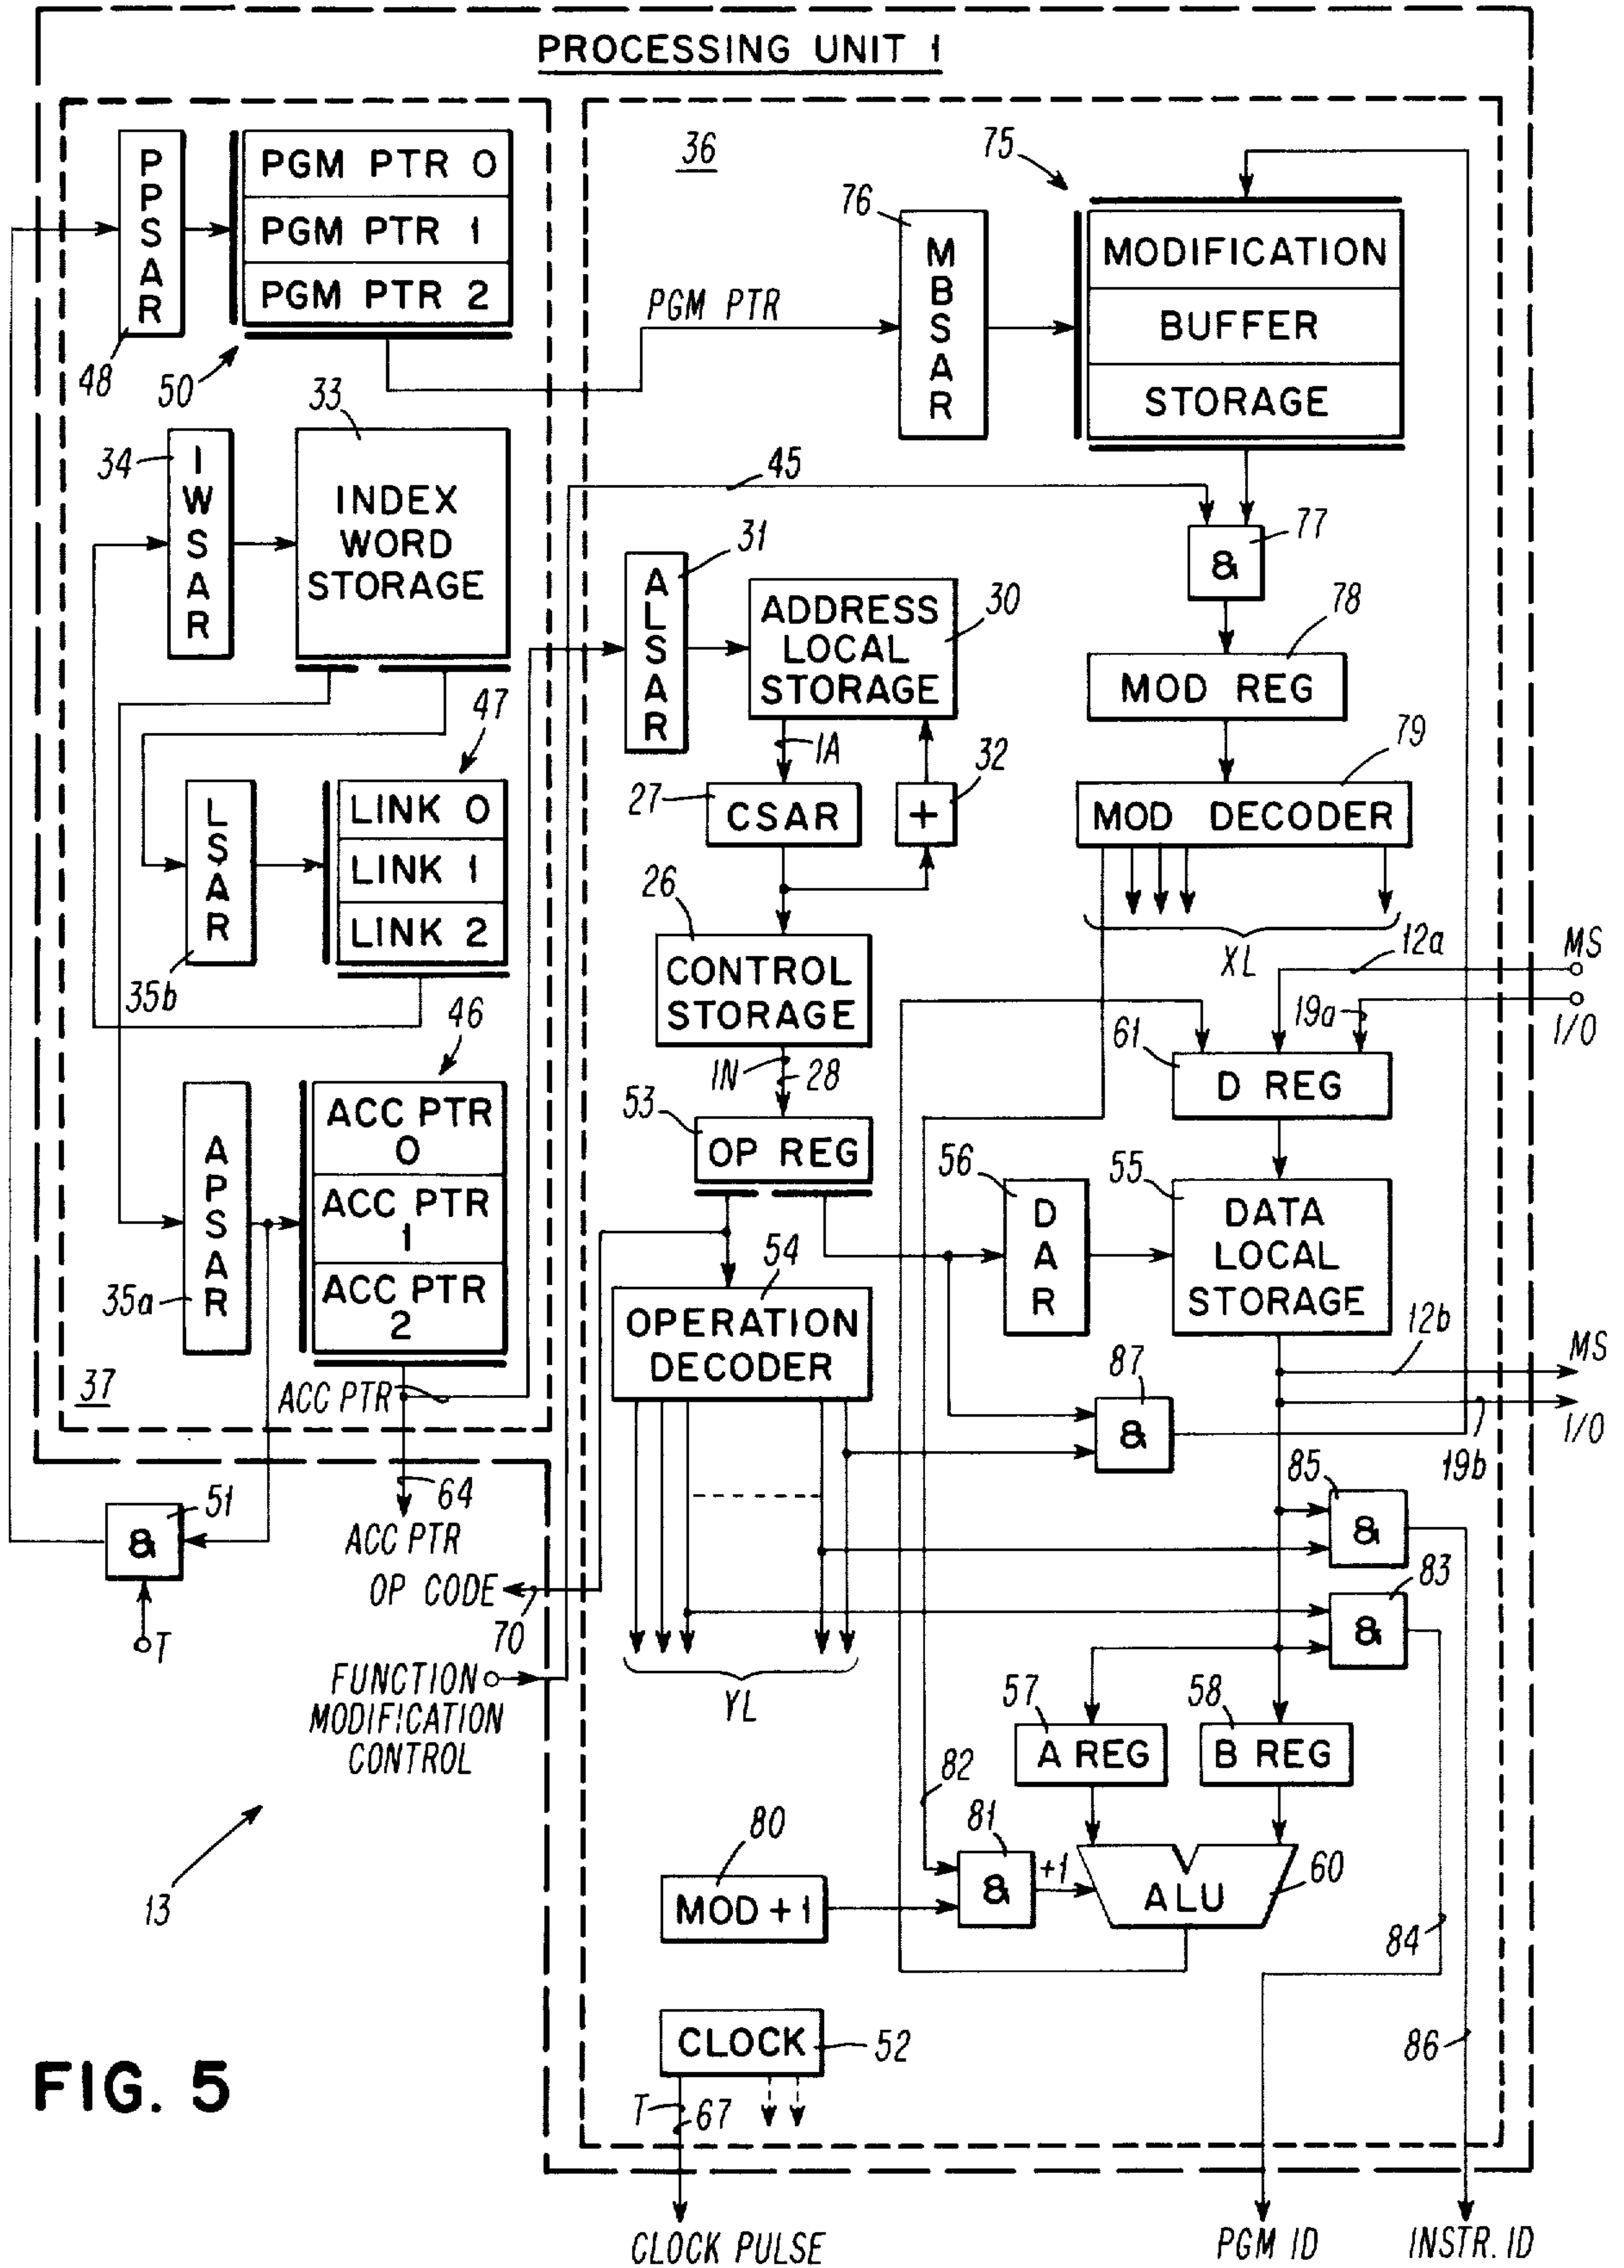 PROCESSING UNIT 1
PPSAR
48
PGM PTR 0
PGM PTR 1
PGM PTR 2
50
36
75
76
MBSAR
PGM PTR
MODIFICATION
BUFFER
STORAGE
33
34
IWSAR
INDEX
WORD
STORAGE
45
77
&
31
ALSAR
ADDRESS
LOCAL
STORAGE
30
78
MOD REG
47
LSAR
35b
LINK 0
LINK 1
LINK 2
IA
32
27
CSAR
+
79
MOD DECODER
XL
26
CONTROL
STORAGE
12a
MS
19a
I/O
61
D REG
46
IN
28
53
OP REG
APSAR
35a
ACC PTR
0
ACC PTR
1
ACC PTR
2
56
DAR
55
DATA
LOCAL
STORAGE
54
OPERATION
DECODER
12b
MS
I/O
19b
37
ACC PTR
87
&
85
&
51
&
T
64
ACC PTR
OP CODE
70
83
&
FUNCTION
MODIFICATION
CONTROL
YL
57
A REG
58
B REG
82
80
MOD + 1
81
&
+1
ALU
60
13
84
CLOCK
52
86
T
67
FIG. 5
CLOCK PULSE
PGM ID
INSTR. ID